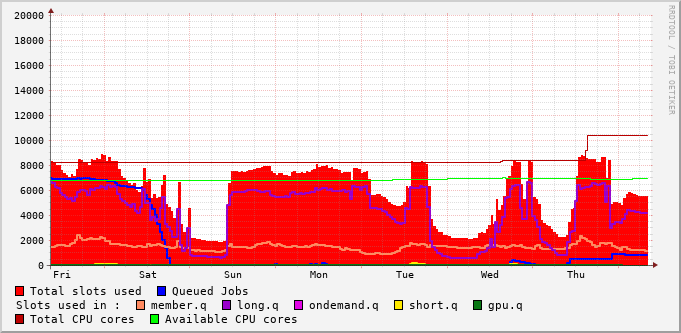 20000
18000
16000
14000
12000
10000
8000
6000
4000
2000
0
Fri Sat Sun Mon Tue Wed Thu
RRDTOOL / TOBI OETIKER
Total slots used Queued Jobs
Slots used in : member.q long.q ondemand.q short.q gpu.q
Total CPU cores Available CPU cores